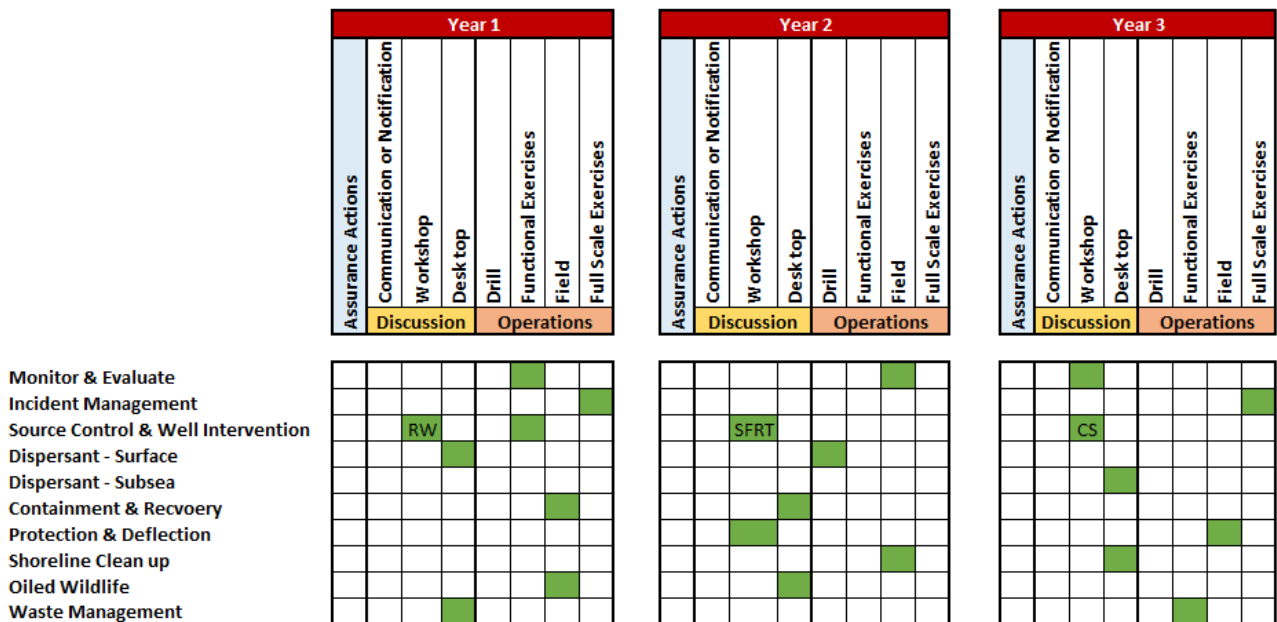 Year 1
Year 2
Year 3
Assurance Actions
Communication or Notification
Workshop
Desk top
Drill
Functional Exercises
Field
Full Scale Exercises
Discussion
Operations
Assurance Actions
Communication or Notification
Workshop
Desk top
Drill
Functional Exercises
Field
Full Scale Exercises
Discussion
Operations
Assurance Actions
Communication or Notification
Workshop
Desk top
Drill
Functional Exercises
Field
Full Scale Exercises
Discussion
Operations
Monitor & Evaluate
Incident Management
Source Control & Well Intervention RW SFRT CS
Dispersant - Surface
Dispersant - Subsea
Containment & Recvoery
Protection & Deflection
Shoreline Clean up
Oiled Wildlife
Waste Management